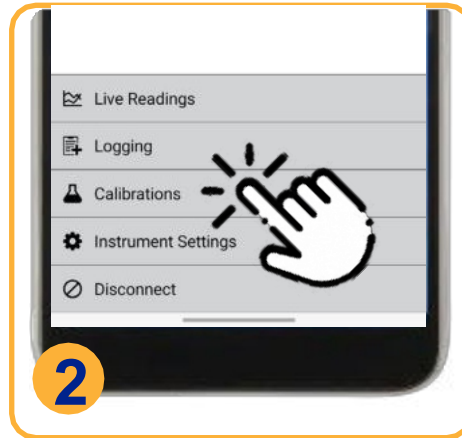 Live Readings
Logging
Calibrations
Instrument Settings
Disconnect
2